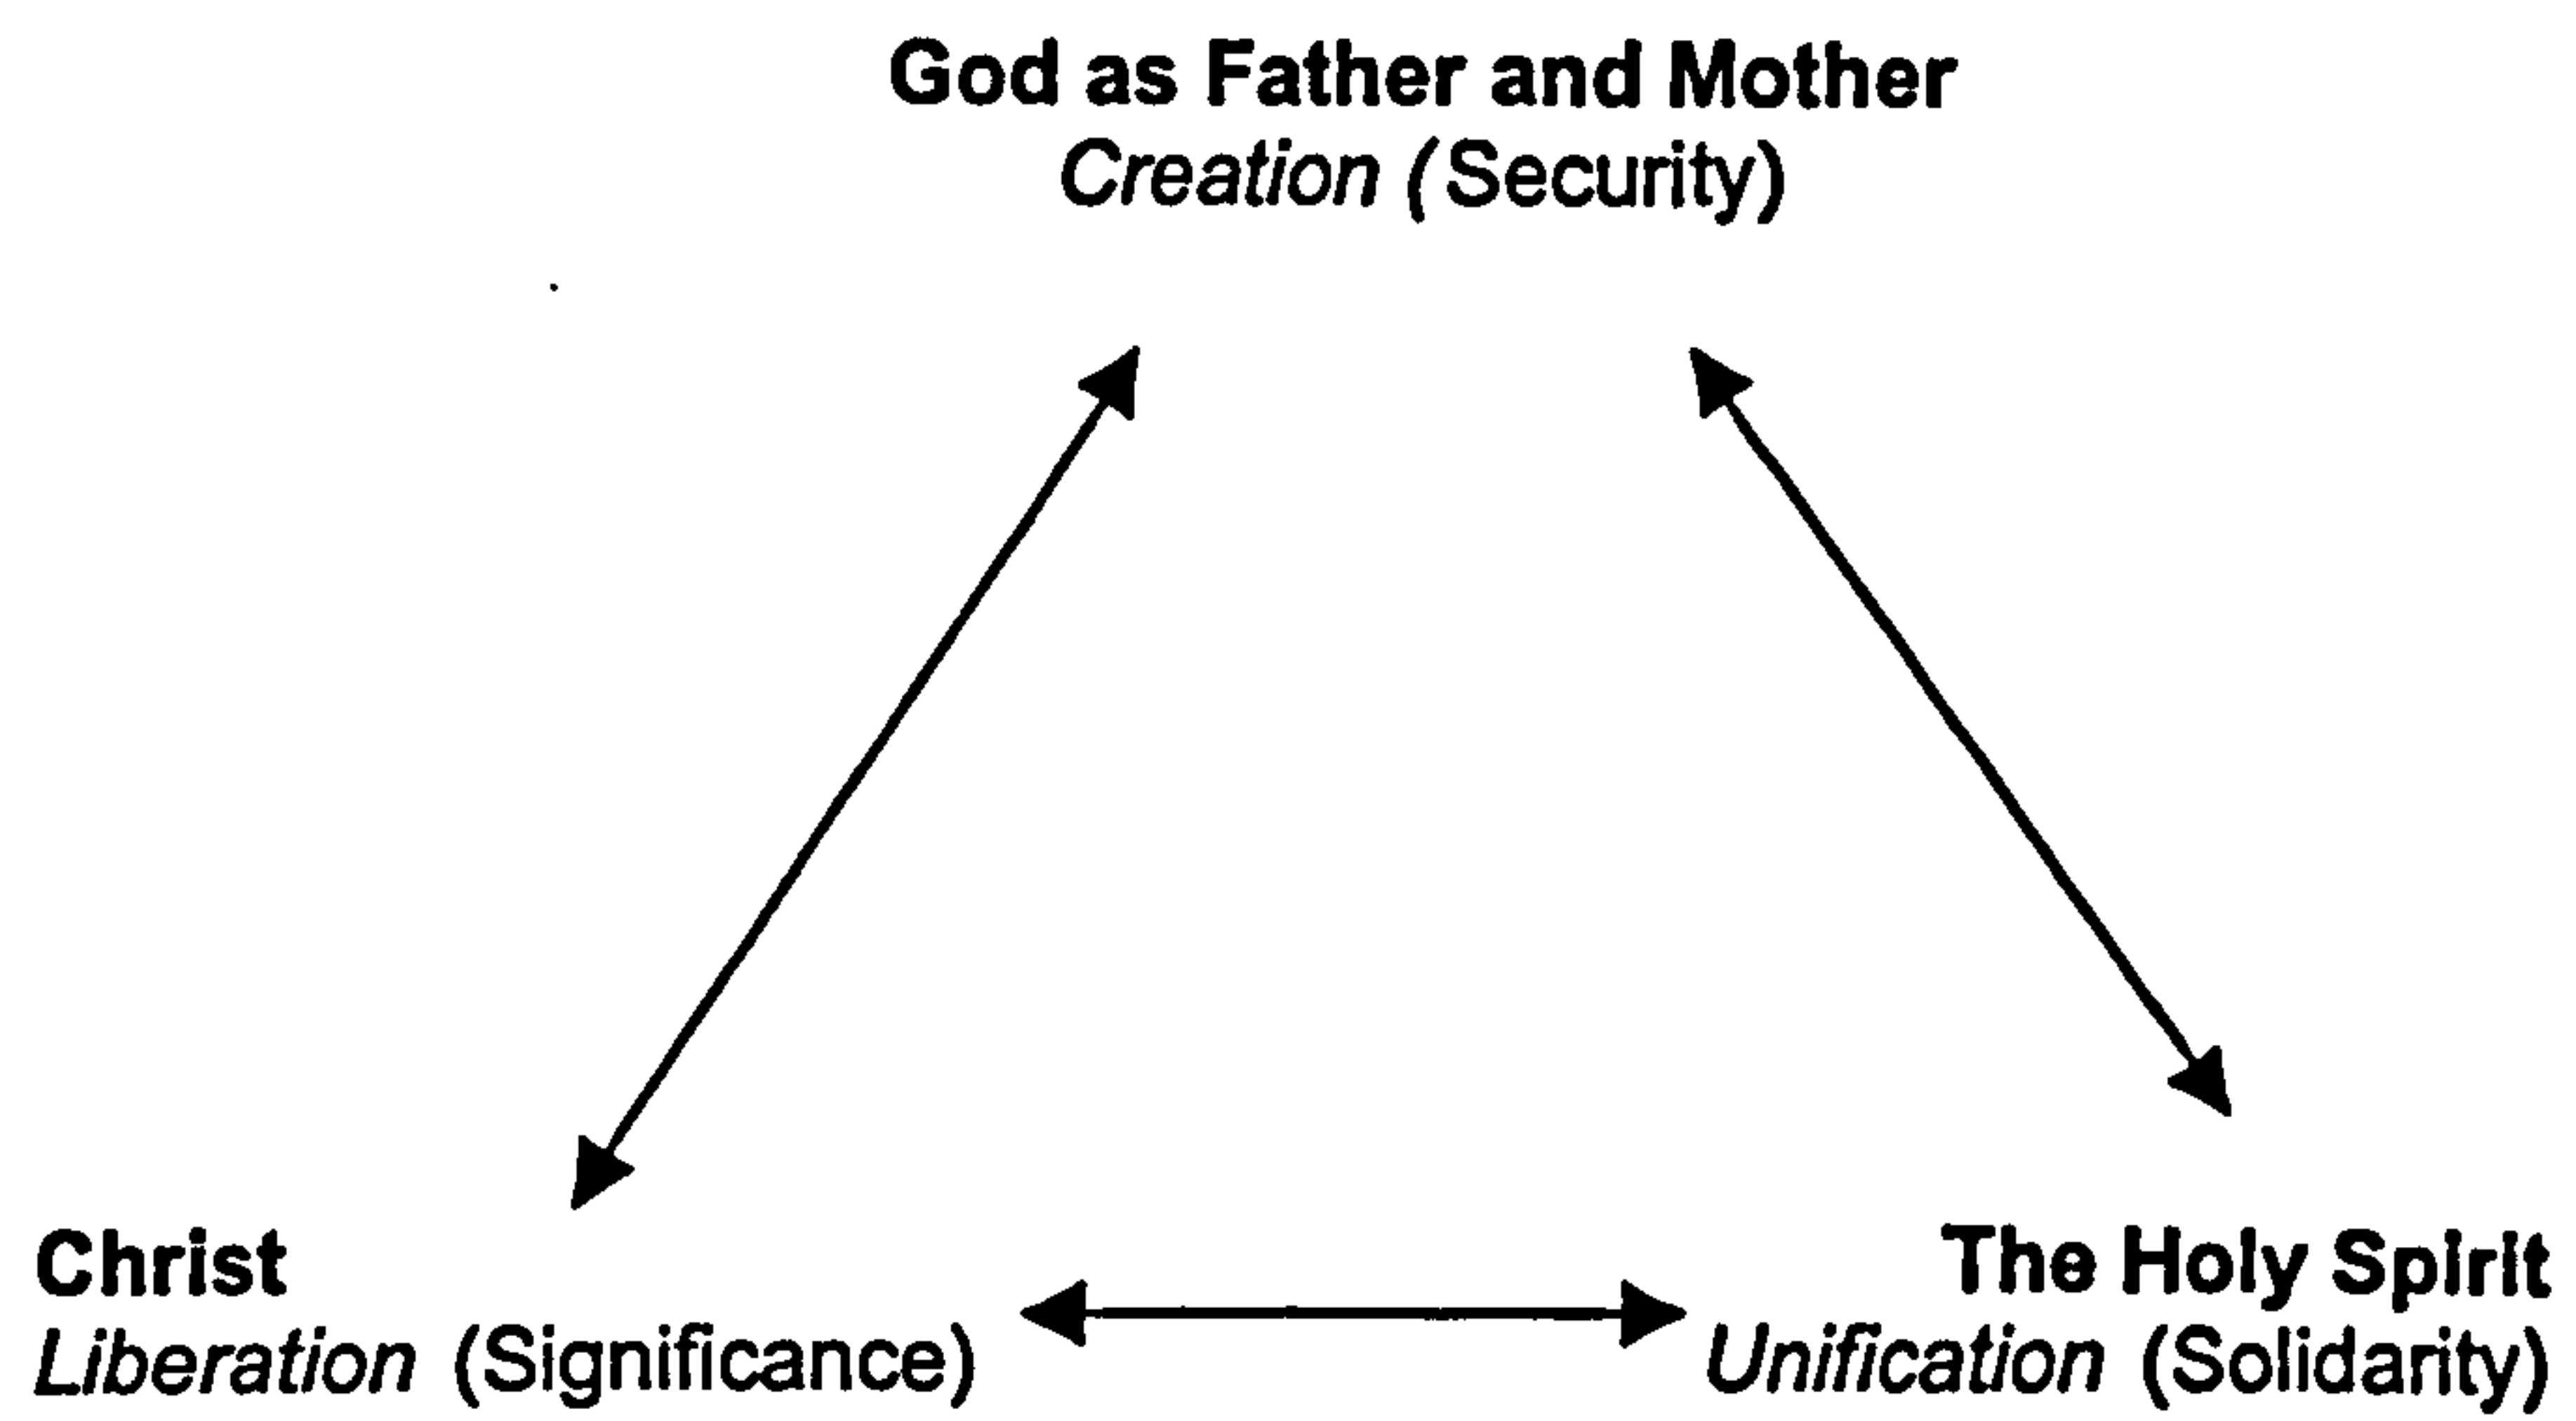 God as Father and Mother
Creation (Security)
Christ
Liberation (Significance)
The Holy Spirit
Unification (Solidarity)